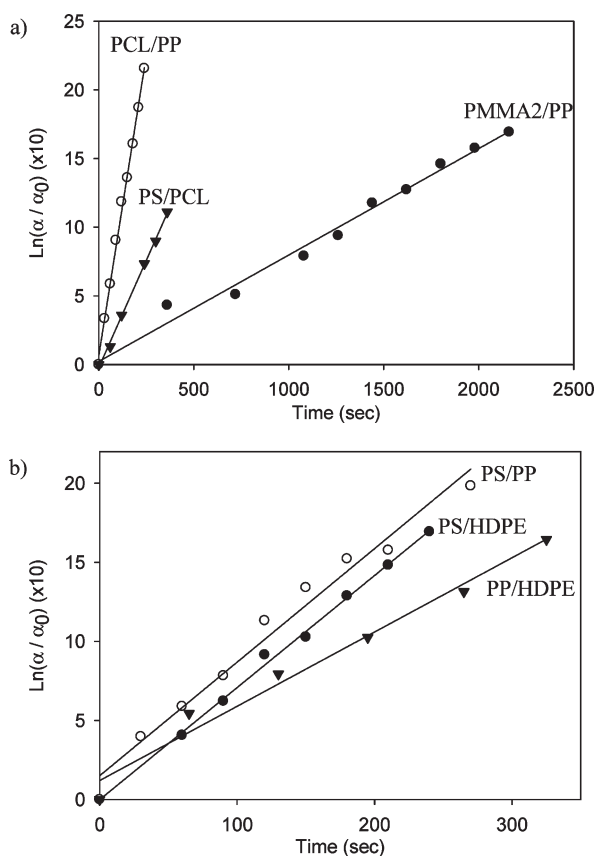 a)
PCL/PP
PMMA2/PP
PS/PCL
Ln(α / α0) (x10)
25
20
15
10
5
0
0 500 1000 1500 2000 2500
Time (sec)
b)
PS/PP
PS/HDPE
PP/HDPE
Ln(α / α0) (x10)
20
15
10
5
0
0 100 200 300
Time (sec)